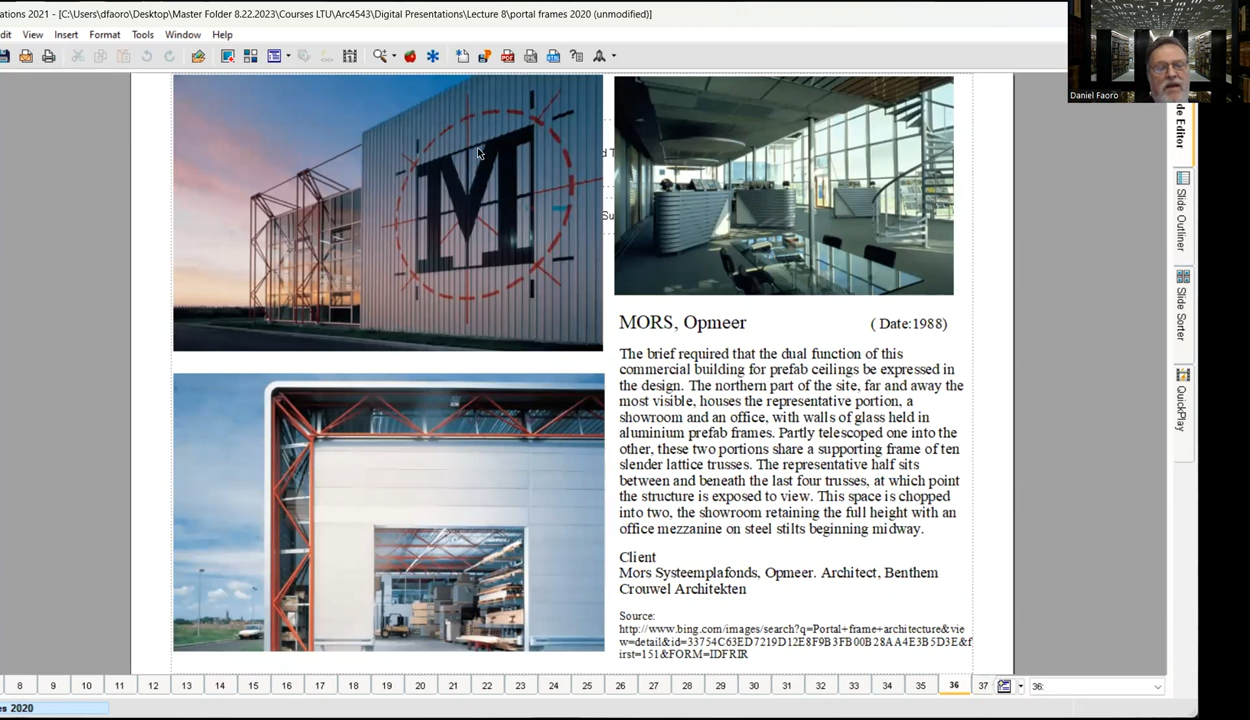 ations 2021 - [C:\Users\dfaoro\Desktop\Master Folder 8.22.2023\Courses LTU\Arc4543\Digital Presentations\Lecture 8\portal frames 2020 (unmodified)]
dit View Insert Format Tools Window Help
Daniel Faoro
M
d T
Su
MORS, Opmeer ( Date:1988)
The brief required that the dual function of this
commercial building for prefab ceilings be expressed in
the design. The northern part of the site, far and away the
most visible, houses the representative portion, a
showroom and an office, with walls of glass held in
aluminium prefab frames. Partly telescoped one into the
other, these two portions share a supporting frame of ten
slender lattice trusses. The representative half sits
between and beneath the last four trusses, at which point
the structure is exposed to view. This space is chopped
into two, the showroom retaining the full height with an
office mezzanine on steel stilts beginning midway.
Client
Mors Systeemplafonds, Opmeer. Architect, Benthem
Crouwel Architekten
Source:
http://www.bing.com/images/search?q=Portal+frame+architecture&vie
w=detail&id=33754C63ED7219D12E8F9B3FB00B28AA4E3B5D3E&f
irst=151&FORM=IDFRIR
de Editor
Slide Outliner
Slide Sorter
QuickPlay
8 9 10 11 12 13 14 15 16 17 18 19 20 21 22 23 24 25 26 27 28 29 30 31 32 33 34 35 36 37 36:
es 2020